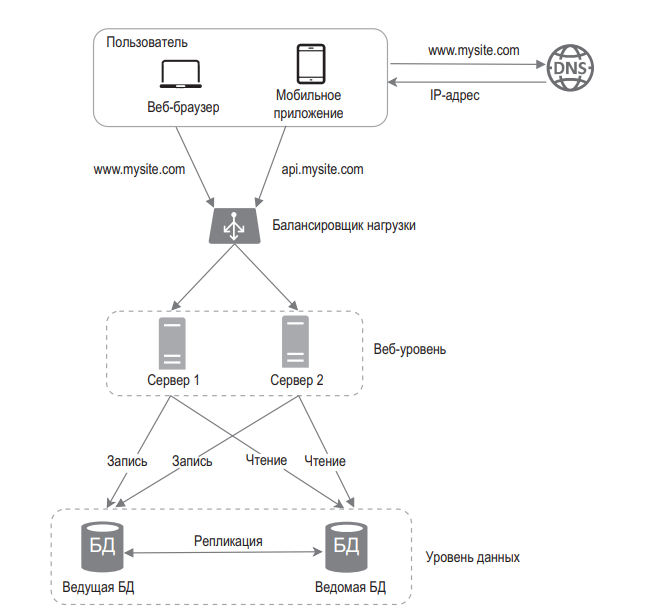 Пользователь
www.mysite.com
DNS
Веб-браузер
Мобильное
приложение
IP-адрес
www.mysite.com
api.mysite.com
Балансировщик нагрузки
Веб-уровень
Сервер 1
Сервер 2
Запись
Запись
Чтение
Чтение
БД
Репликация
БД
Уровень данных
Ведущая БД
Ведомая БД